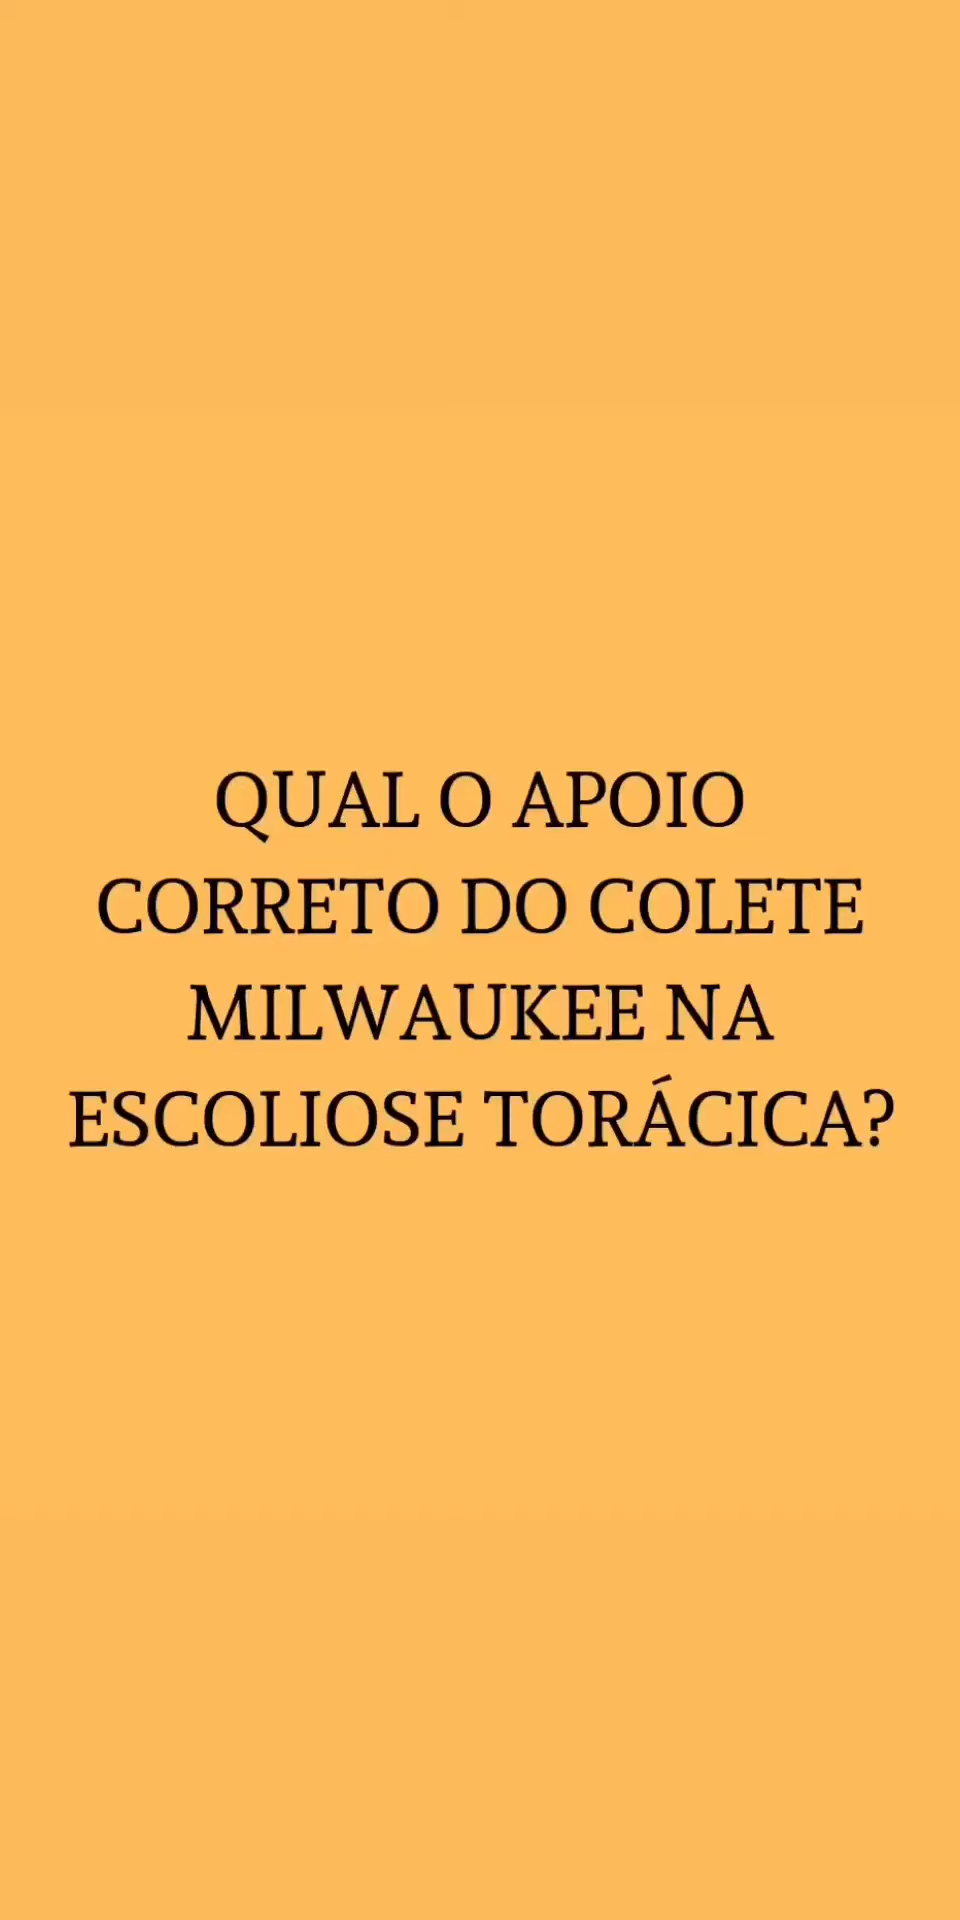 QUAL O APOIO
CORRETO DO COLETE
MILWAUKEE NA
ESCOLIOSE TORÁCICA?